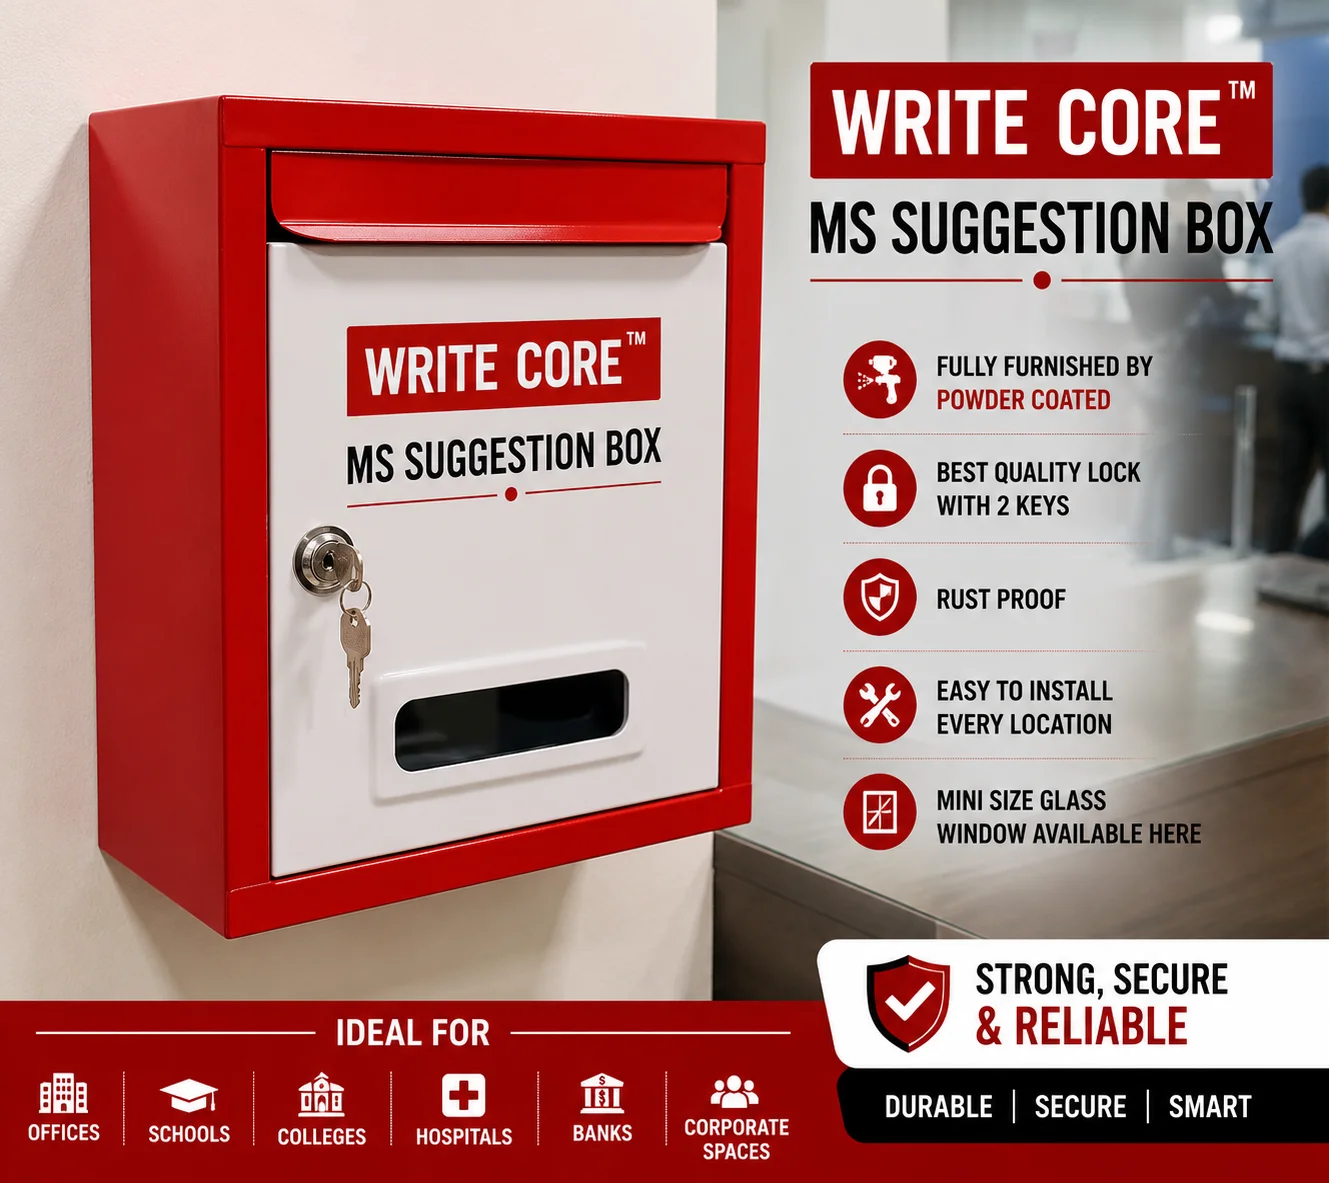 WRITE CORE™
MS SUGGESTION BOX
WRITE CORE™
MS SUGGESTION BOX
FULLY FURNISHED BY
POWDER COATED
BEST QUALITY LOCK
WITH 2 KEYS
RUST PROOF
EASY TO INSTALL
EVERY LOCATION
MINI SIZE GLASS
WINDOW AVAILABLE HERE
STRONG, SECURE
& RELIABLE
DURABLE | SECURE | SMART
IDEAL FOR
OFFICES
SCHOOLS
COLLEGES
HOSPITALS
BANKS
CORPORATE
SPACES